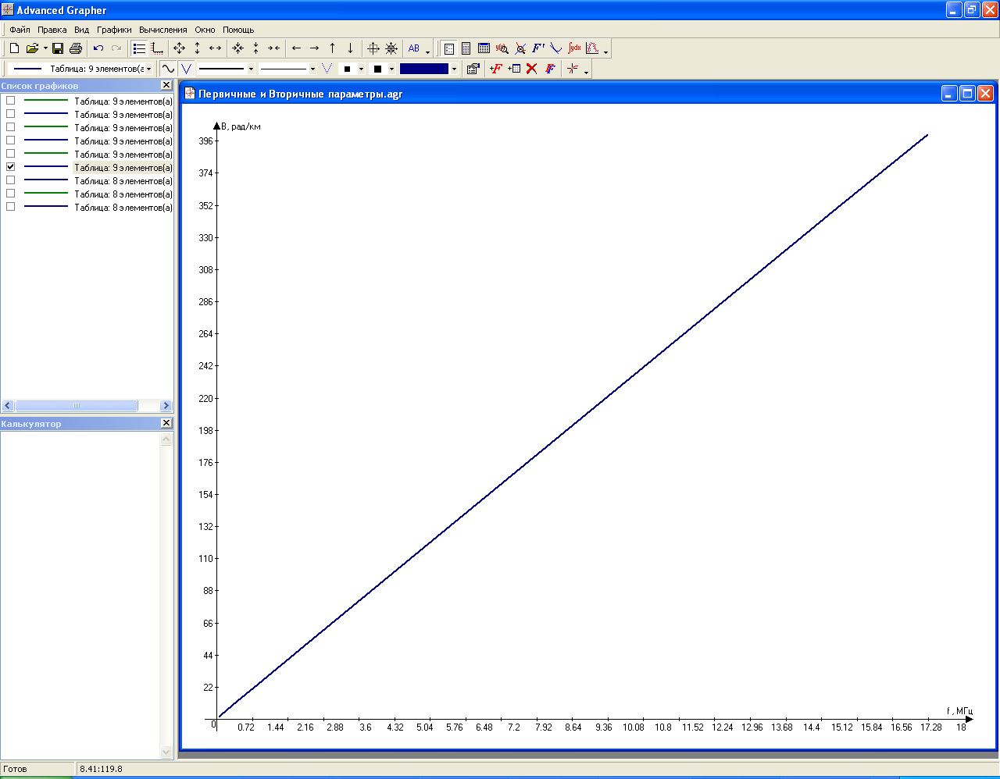 Advanced Grapher
Файл Правка Вид Графики Вычисления Окно Помощь
AB
y(x)
F'
∫ydx
Таблица: 9 элементов(а
+F
F
Список графиков
Таблица: 9 элементов(а)
Таблица: 9 элементов(а)
Таблица: 9 элементов(а)
Таблица: 9 элементов(а)
Таблица: 9 элементов(а)
Таблица: 9 элементов(а)
Таблица: 8 элементов(а)
Таблица: 8 элементов(а)
Таблица: 8 элементов(а)
Калькулятор
Первичные и Вторичные параметры.agr
В, рад/км
396
374
352
330
308
286
264
242
220
198
176
154
132
110
88
66
44
22
f , МГц
0 0.72 1.44 2.16 2.88 3.6 4.32 5.04 5.76 6.48 7.2 7.92 8.64 9.36 10.08 10.8 11.52 12.24 12.96 13.68 14.4 15.12 15.84 16.56 17.28 18
Готов 8.41:119.8